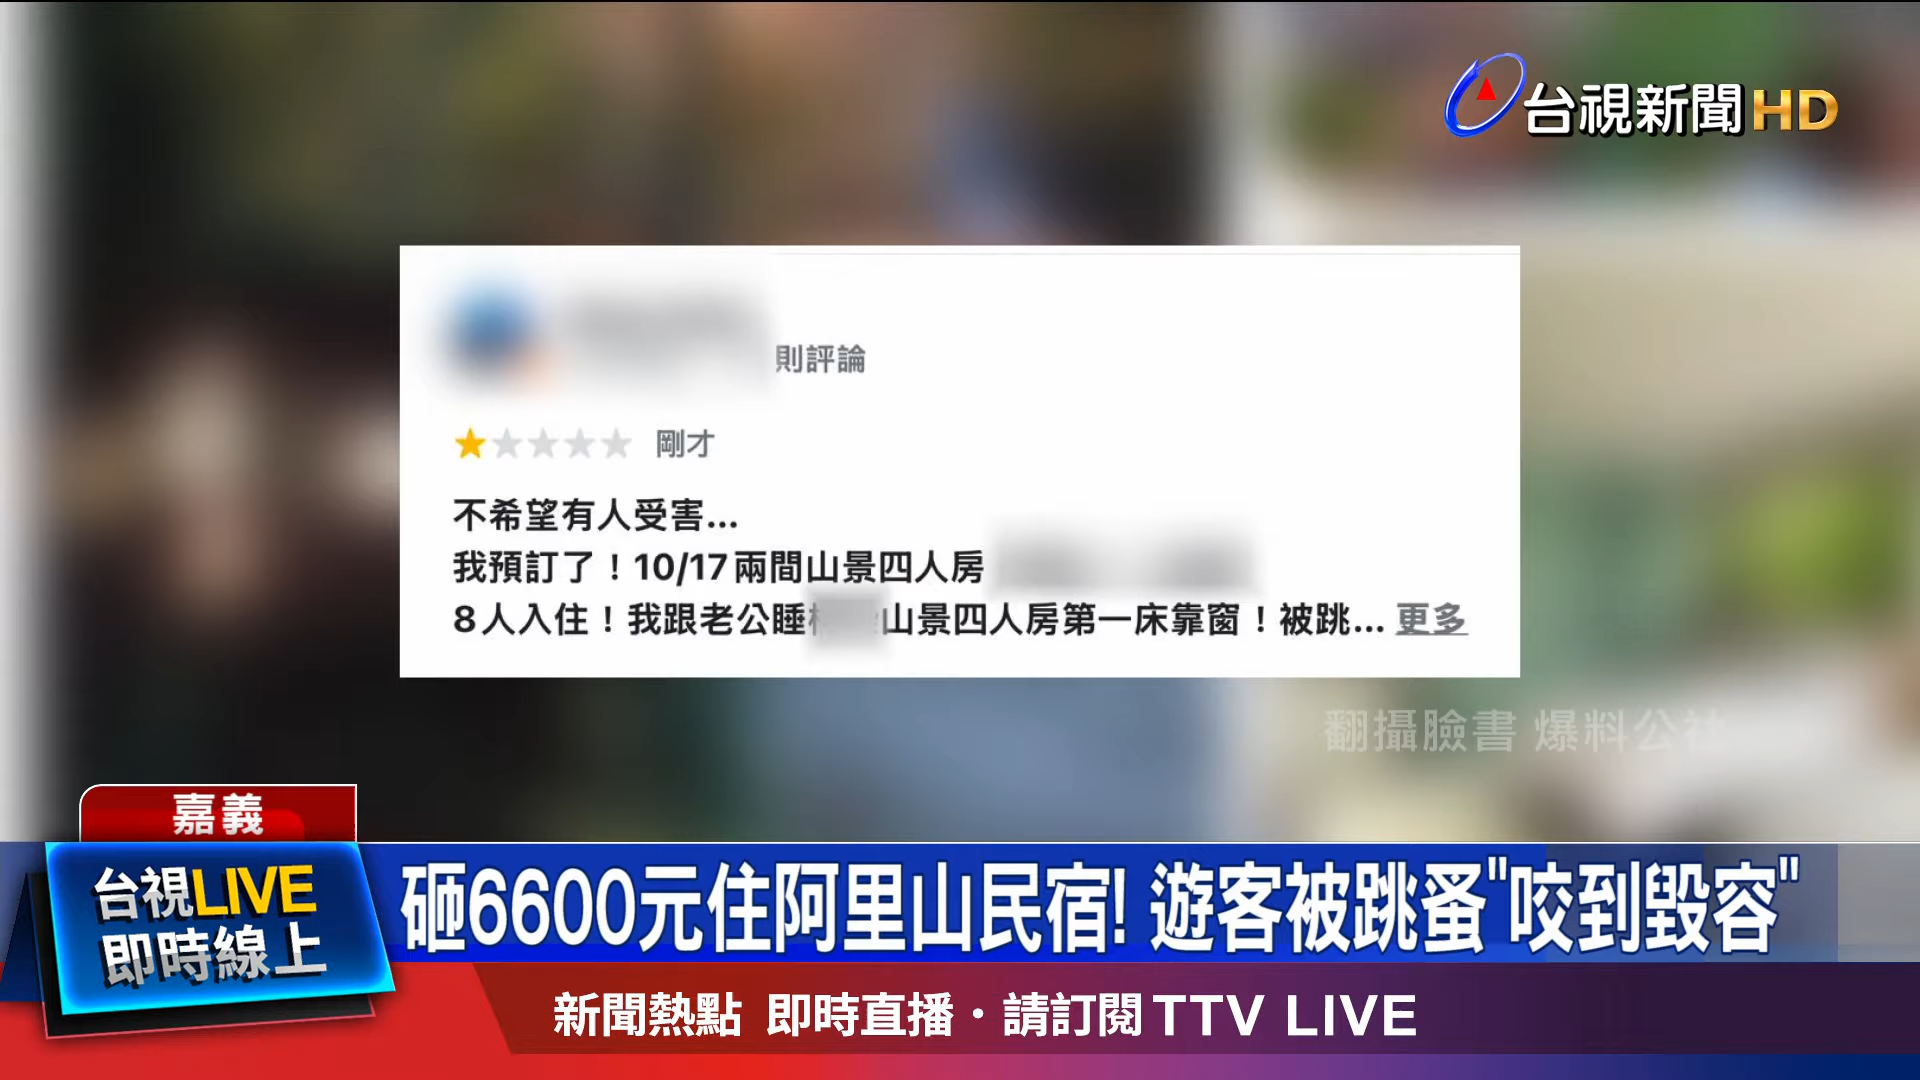 台視新聞HD
則評論
剛才
不希望有人受害...
我預訂了！10/17兩間山景四人房
8人入住！我跟老公睡山景四人房第一床靠窗！被跳... 更多
翻攝臉書 爆料公社
嘉義
台視LIVE
即時線上
砸6600元住阿里山民宿! 遊客被跳蚤"咬到毀容"
新聞熱點 即時直播・請訂閱TTV LIVE